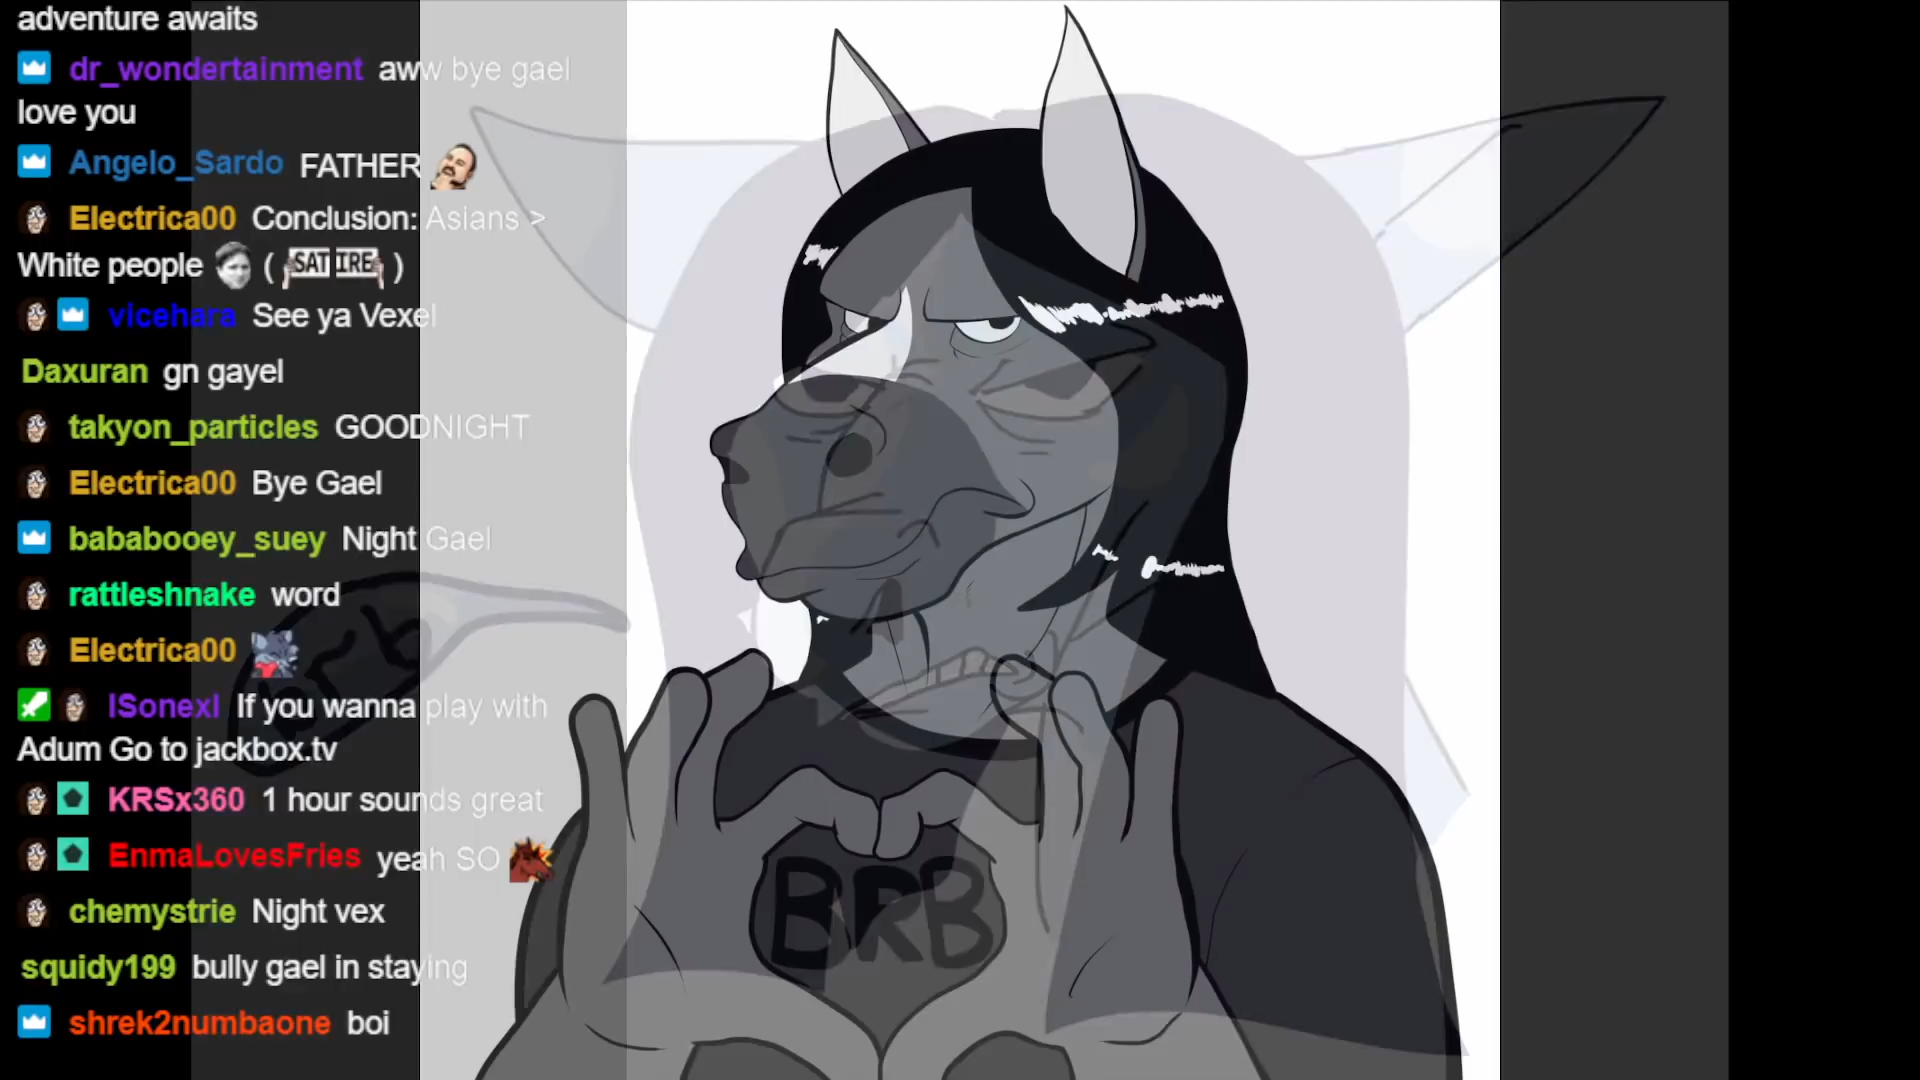 adventure awaits
dr_wondertainment aww bye gael
love you
Angelo_Sardo FATHER
Electrica00 Conclusion: Asians >
White people ( SATIRE )
vicehara See ya Vexel
Daxuran gn gayel
takyon_particles GOODNIGHT
Electrica00 Bye Gael
bababooey_suey Night Gael
rattleshnake word
Electrica00
ISonexI If you wanna play with
Adum Go to jackbox.tv
KRSx360 1 hour sounds great
EnmaLovesFries yeah SO
chemystrie Night vex
squidy199 bully gael in staying
shrek2numbaone boi
brb
BRB